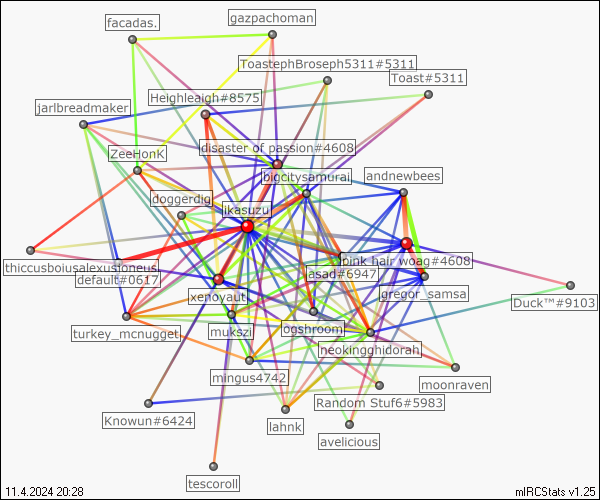 facadas.
gazpachoman
ToastephBroseph5311#5311
Toast#5311
Heighleaigh#8575
jarlbreadmaker
disaster of passion#4608
ZeeHonK
bigcitysamurai
andnewbees
doggerdig
ikasuzu
pink hair woag#4608
thiccusboiusalexusioneus
asad#6947
default#0617
xenoyaut
gregor_samsa
Duck™#9103
turkey_mcnugget
mukszi
ogshroom
neokingghidorah
mingus4742
moonraven
Random Stuf6#5983
Knowun#6424
lahnk
avelicious
tescoroll
11.4.2024 20:28
mIRCStats v1.25